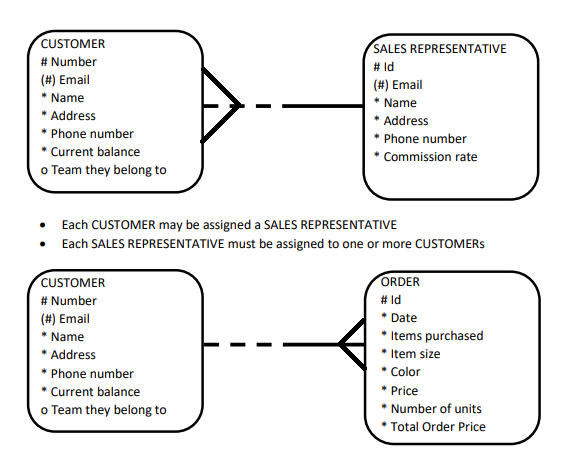 CUSTOMER
# Number
(#) Email
* Name
* Address
* Phone number
* Current balance
o Team they belong to
SALES REPRESENTATIVE
# Id
(#) Email
* Name
* Address
* Phone number
* Commission rate
• Each CUSTOMER may be assigned a SALES REPRESENTATIVE
• Each SALES REPRESENTATIVE must be assigned to one or more CUSTOMERs
CUSTOMER
# Number
(#) Email
* Name
* Address
* Phone number
* Current balance
o Team they belong to
ORDER
# Id
* Date
* Items purchased
* Item size
* Color
* Price
* Number of units
* Total Order Price